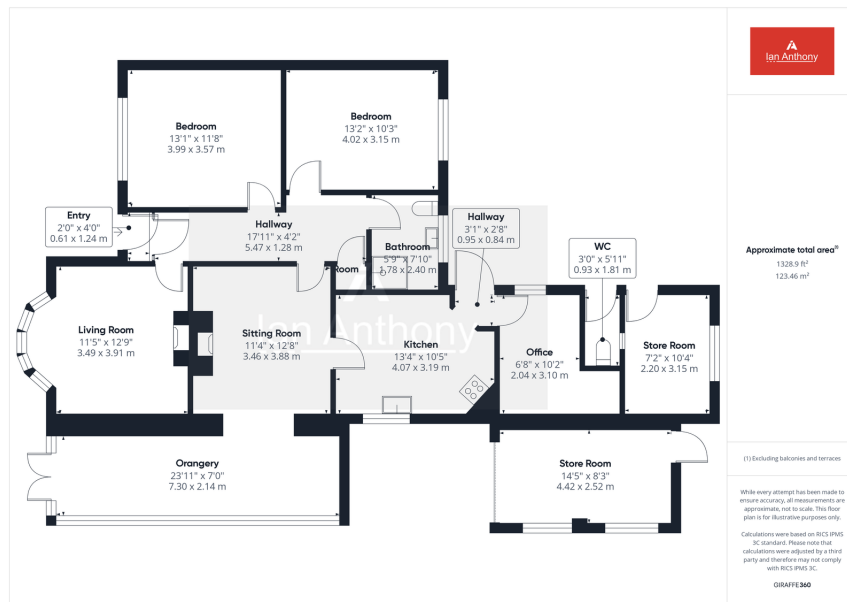 Ian Anthony
Bedroom
13'1" x 11'8"
3.99 x 3.57 m
Bedroom
13'2" x 10'3"
4.02 x 3.15 m
Entry
2'0" x 4'0"
0.61 x 1.24 m
Hallway
17'11" x 4'2"
5.47 x 1.28 m
Hallway
3'1" x 2'8"
0.95 x 0.84 m
WC
3'0" x 5'11"
0.93 x 1.81 m
Bathroom
5'9" x 7'10"
1.78 x 2.40 m
Room
Ian Anthony
Living Room
11'5" x 12'9"
3.49 x 3.91 m
Sitting Room
11'4" x 12'8"
3.46 x 3.88 m
Kitchen
13'4" x 10'5"
4.07 x 3.19 m
Office
6'8" x 10'2"
2.04 x 3.10 m
Store Room
7'2" x 10'4"
2.20 x 3.15 m
Orangery
23'11" x 7'0"
7.30 x 2.14 m
Store Room
14'5" x 8'3"
4.42 x 2.52 m
Approximate total area⁽¹⁾
1328.9 ft²
123.46 m²
(1) Excluding balconies and terraces
While every attempt has been made to
ensure accuracy, all measurements are
approximate, not to scale. This floor
plan is for illustrative purposes only.
Calculations were based on RICS IPMS
3C standard. Please note that
calculations were adjusted by a third
party and therefore may not comply
with RICS IPMS 3C.
GIRAFFE360